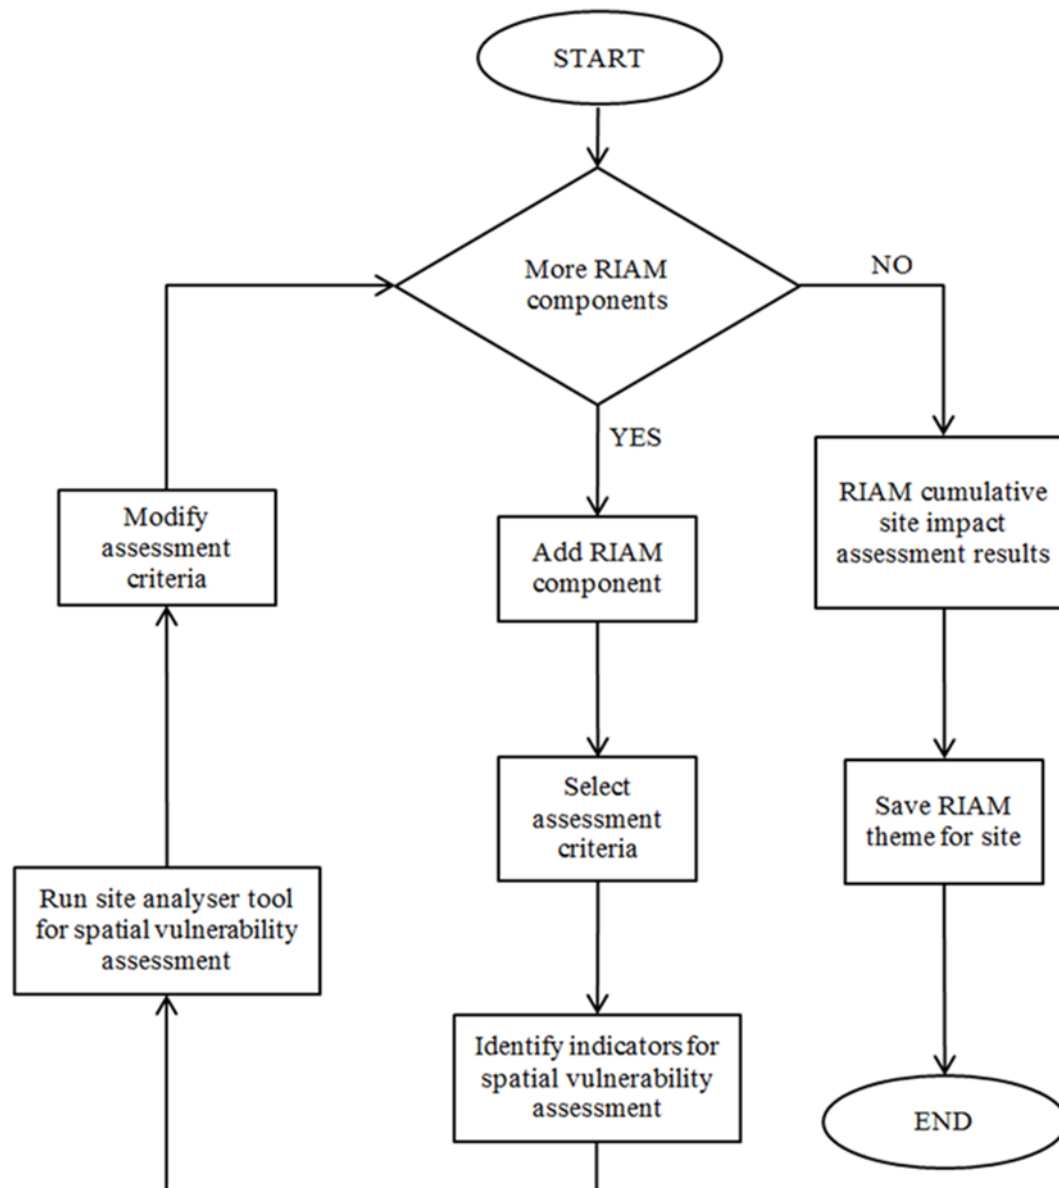 START
More RIAM
components
NO
YES
Modify
assessment
criteria
Add RIAM
component
RIAM cumulative
site impact
assessment results
Select
assessment
criteria
Save RIAM
theme for site
Run site analyser tool
for spatial vulnerability
assessment
Identify indicators for
spatial vulnerability
assessment
END